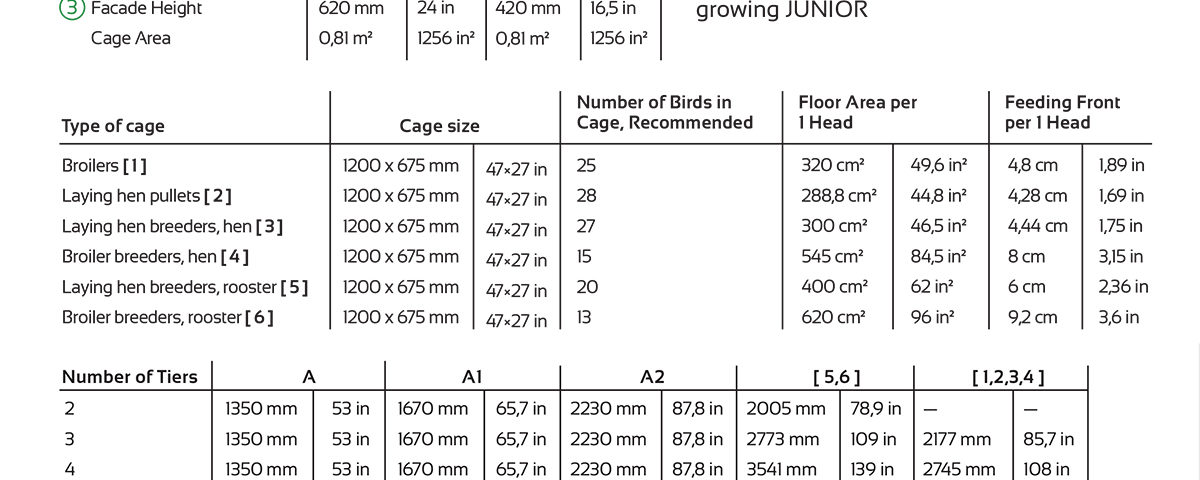 3 Facade Height 620 mm 24 in 420 mm 16,5 in growing JUNIOR
Cage Area 0,81 m² 1256 in² 0,81 m² 1256 in²
Type of cage Cage size Number of Birds in Cage, Recommended Floor Area per 1 Head Feeding Front per 1 Head
Broilers [ 1 ] 1200 x 675 mm 47×27 in 25 320 cm² 49,6 in² 4,8 cm 1,89 in
Laying hen pullets [ 2 ] 1200 x 675 mm 47×27 in 28 288,8 cm² 44,8 in² 4,28 cm 1,69 in
Laying hen breeders, hen [ 3 ] 1200 x 675 mm 47×27 in 27 300 cm² 46,5 in² 4,44 cm 1,75 in
Broiler breeders, hen [ 4 ] 1200 x 675 mm 47×27 in 15 545 cm² 84,5 in² 8 cm 3,15 in
Laying hen breeders, rooster [ 5 ] 1200 x 675 mm 47×27 in 20 400 cm² 62 in² 6 cm 2,36 in
Broiler breeders, rooster [ 6 ] 1200 x 675 mm 47×27 in 13 620 cm² 96 in² 9,2 cm 3,6 in
Number of Tiers A A1 A2 [ 5,6 ] [ 1,2,3,4 ]
2 1350 mm 53 in 1670 mm 65,7 in 2230 mm 87,8 in 2005 mm 78,9 in — —
3 1350 mm 53 in 1670 mm 65,7 in 2230 mm 87,8 in 2773 mm 109 in 2177 mm 85,7 in
4 1350 mm 53 in 1670 mm 65,7 in 2230 mm 87,8 in 3541 mm 139 in 2745 mm 108 in